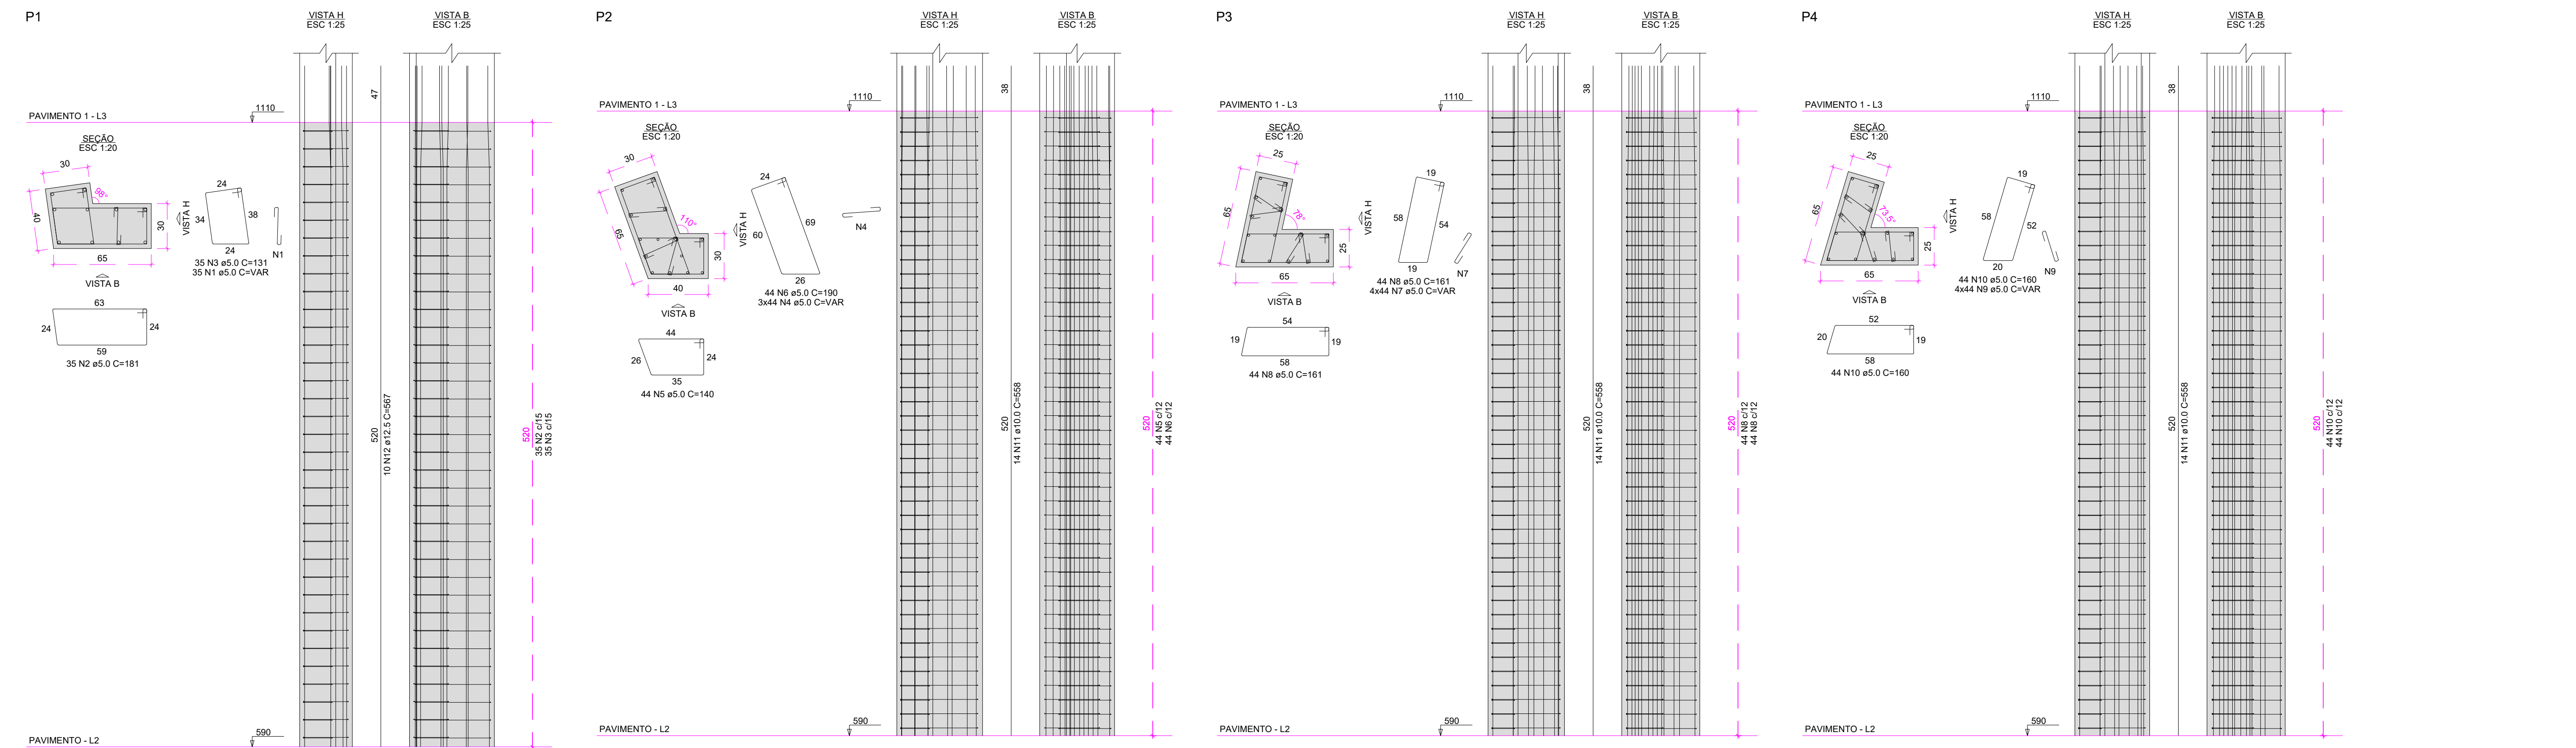 P1
VISTA H
ESC 1:25
VISTA B
ESC 1:25
47
PAVIMENTO 1 - L3
1110
SEÇÃO
ESC 1:20
30
98°
40
30
65
VISTA H
VISTA B
24
34
38
24
N1
35 N3 ø5.0 C=131
35 N1 ø5.0 C=VAR
63
24
24
59
35 N2 ø5.0 C=181
520
10 N12 ø12.5 C=567
520
35 N2 c/15
35 N3 c/15
PAVIMENTO - L2
590
P2
VISTA H
ESC 1:25
VISTA B
ESC 1:25
38
PAVIMENTO 1 - L3
1110
SEÇÃO
ESC 1:20
30
110°
65
30
40
VISTA H
VISTA B
24
69
60
26
N4
44 N6 ø5.0 C=190
3x44 N4 ø5.0 C=VAR
44
26
24
35
44 N5 ø5.0 C=140
520
14 N11 ø10.0 C=558
520
44 N5 c/12
44 N6 c/12
PAVIMENTO - L2
590
P3
VISTA H
ESC 1:25
VISTA B
ESC 1:25
38
PAVIMENTO 1 - L3
1110
SEÇÃO
ESC 1:20
25
78°
65
25
65
VISTA H
VISTA B
19
58
54
19
N7
44 N8 ø5.0 C=161
4x44 N7 ø5.0 C=VAR
54
19
19
58
44 N8 ø5.0 C=161
520
14 N11 ø10.0 C=558
520
44 N8 c/12
44 N8 c/12
PAVIMENTO - L2
590
P4
VISTA H
ESC 1:25
VISTA B
ESC 1:25
38
PAVIMENTO 1 - L3
1110
SEÇÃO
ESC 1:20
25
73.5°
65
25
65
VISTA H
VISTA B
19
58
52
20
N9
44 N10 ø5.0 C=160
4x44 N9 ø5.0 C=VAR
52
20
19
58
44 N10 ø5.0 C=160
520
14 N11 ø10.0 C=558
520
44 N10 c/12
44 N10 c/12
PAVIMENTO - L2
590